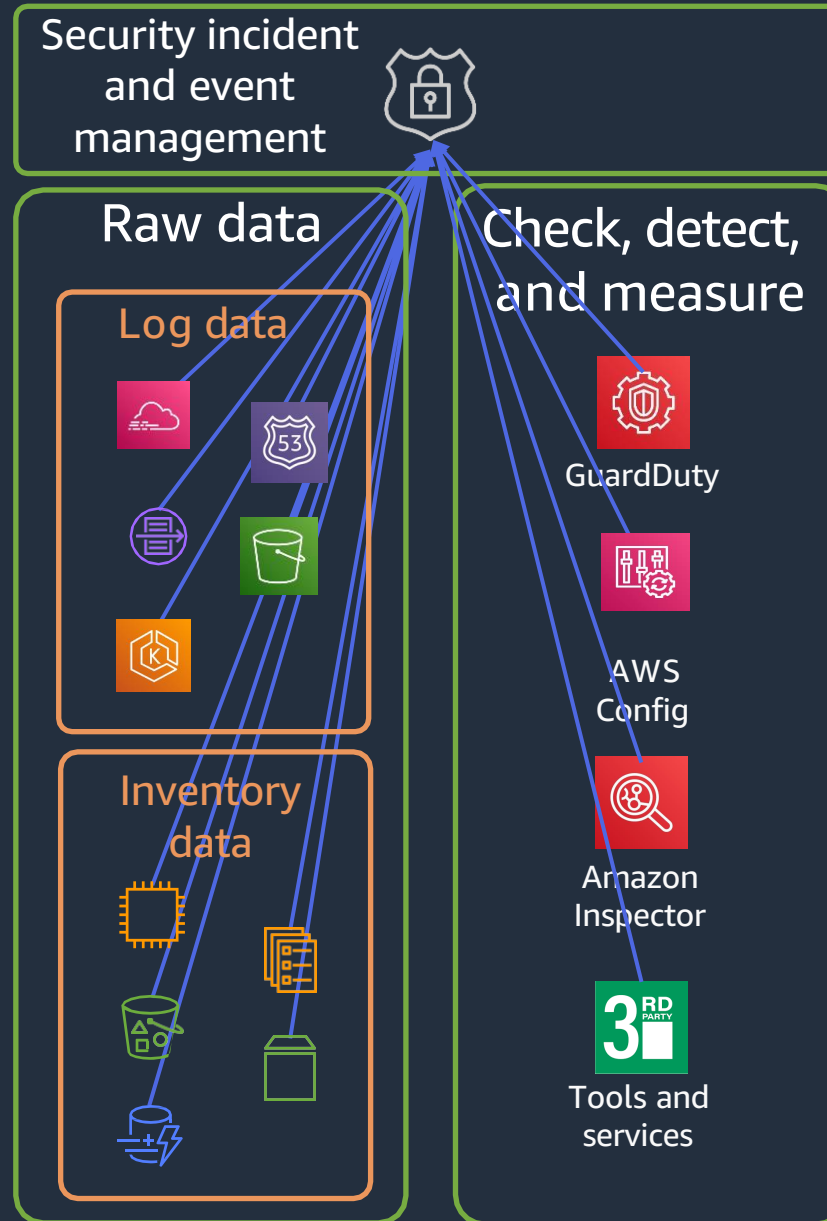 Security incident
and event
management
Raw data
Log data
53
K
Inventory
data
Check, detect,
and measure
GuardDuty
AWS
Config
Amazon
Inspector
3RD
PARTY
Tools and
services